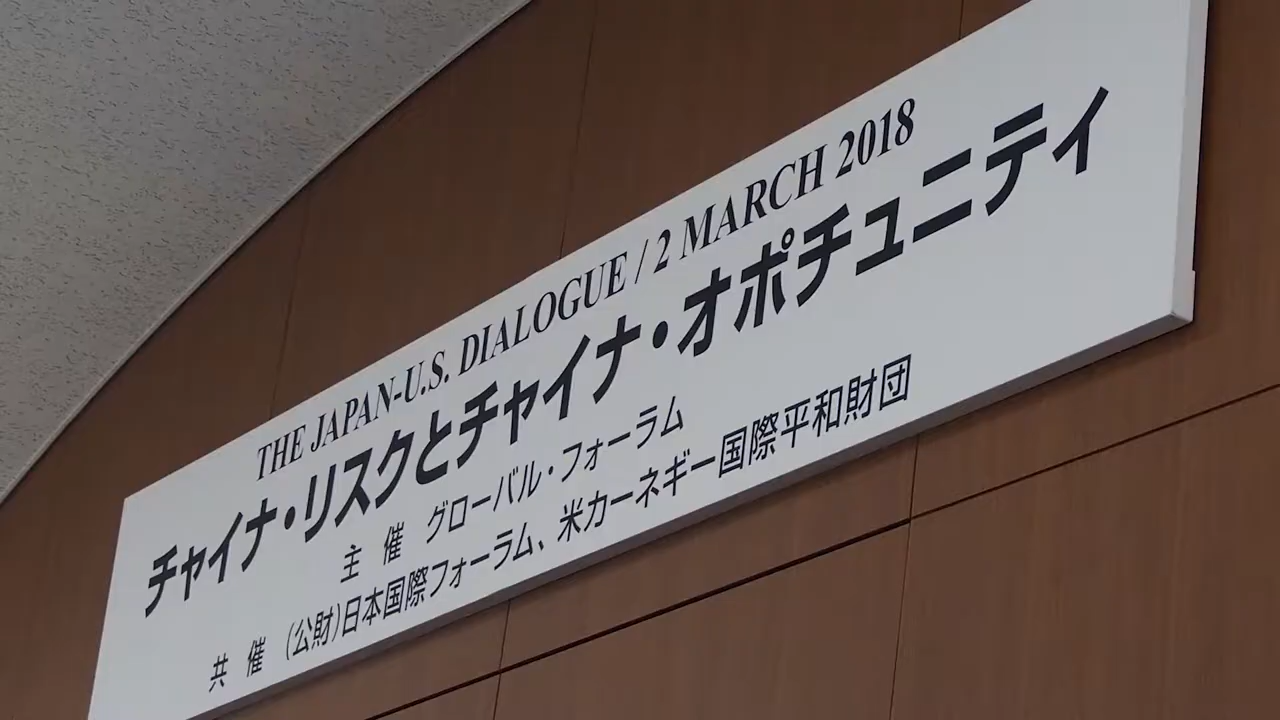 THE JAPAN-U.S. DIALOGUE / 2 MARCH 2018
チャイナ・リスクとチャイナ・オポチュニティ
主 催 グローバル・フォーラム
共 催 (公財)日本国際フォーラム、米カーネギー国際平和財団